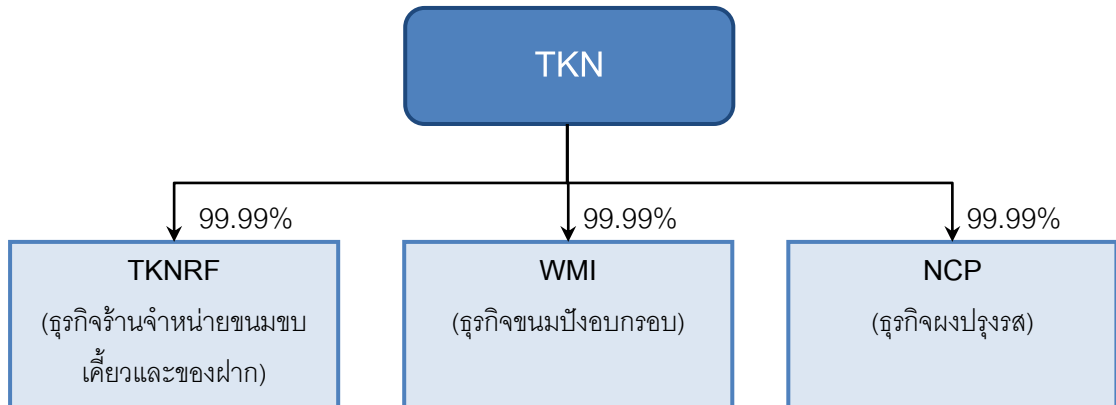 TKN
99.99%
99.99%
99.99%
TKNRF
(ธุรกิจร้านจำหน่ายขนมขบ
เคี้ยวและของฝาก)
WMI
(ธุรกิจขนมปังอบกรอบ)
NCP
(ธุรกิจผงปรุงรส)